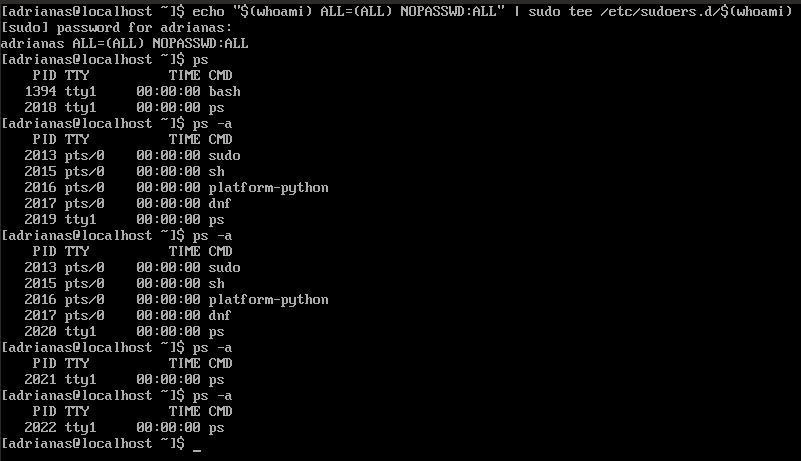 [adrianas@localhost ~]$ echo "$(whoami) ALL=(ALL) NOPASSWD:ALL" | sudo tee /etc/sudoers.d/$(whoami)
[sudo] password for adrianas:
adrianas ALL=(ALL) NOPASSWD:ALL
[adrianas@localhost ~]$ ps
    PID TTY          TIME CMD
   1394 tty1     00:00:00 bash
   2018 tty1     00:00:00 ps
[adrianas@localhost ~]$ ps -a
    PID TTY          TIME CMD
   2013 pts/0    00:00:00 sudo
   2015 pts/0    00:00:00 sh
   2016 pts/0    00:00:00 platform-python
   2017 pts/0    00:00:00 dnf
   2019 tty1     00:00:00 ps
[adrianas@localhost ~]$ ps -a
    PID TTY          TIME CMD
   2013 pts/0    00:00:00 sudo
   2015 pts/0    00:00:00 sh
   2016 pts/0    00:00:00 platform-python
   2017 pts/0    00:00:00 dnf
   2020 tty1     00:00:00 ps
[adrianas@localhost ~]$ ps -a
    PID TTY          TIME CMD
   2021 tty1     00:00:00 ps
[adrianas@localhost ~]$ ps -a
    PID TTY          TIME CMD
   2022 tty1     00:00:00 ps
[adrianas@localhost ~]$ _